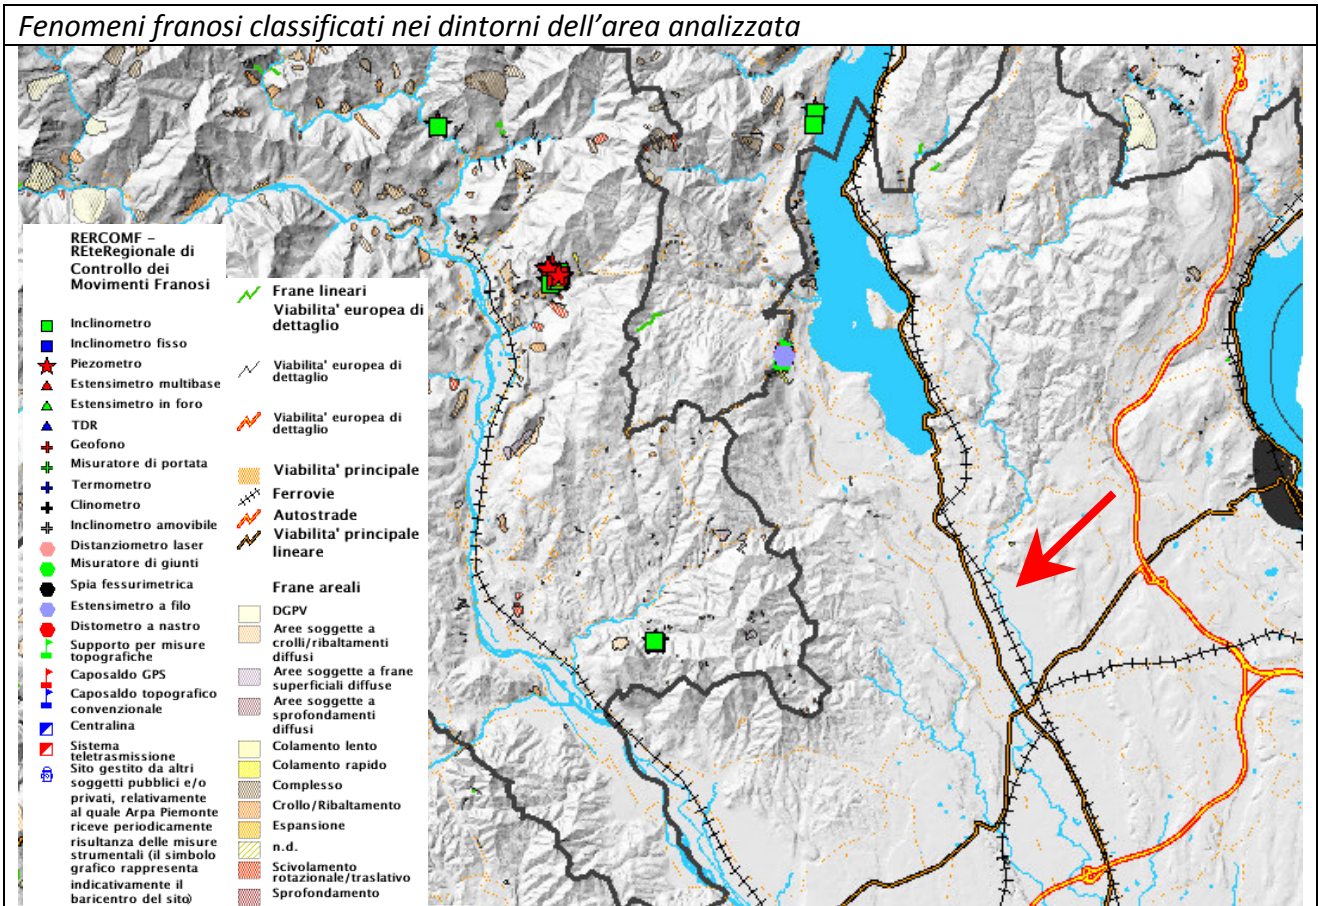 Fenomeni franosi classificati nei dintorni dell’area analizzata
RERCOMF –
REteRegionale di
Controllo dei
Movimenti Franosi
Inclinometro
Inclinometro fisso
Piezometro
Estensimetro multibase
Estensimetro in foro
TDR
Geofono
Misuratore di portata
Termometro
Clinometro
Inclinometro amovibile
Distanziometro laser
Misuratore di giunti
Spia fessurimetrica
Estensimetro a filo
Distometro a nastro
Supporto per misure
topografiche
Caposaldo GPS
Caposaldo topografico
convenzionale
Centralina
Sistema
teletrasmissione
Sito gestito da altri
soggetti pubblici e/o
privati, relativamente
al quale Arpa Piemonte
riceve periodicamente
risultanza delle misure
strumentali (il simbolo
grafico rappresenta
indicativamente il
baricentro del sito)
Frane lineari
Viabilita' europea di
dettaglio
Viabilita' europea di
dettaglio
Viabilita' europea di
dettaglio
Viabilita' principale
Ferrovie
Autostrade
Viabilita' principale
lineare
Frane areali
DGPV
Aree soggette a
crolli/ribaltamenti
diffusi
Aree soggette a frane
superficiali diffuse
Aree soggette a
sprofondamenti
diffusi
Colamento lento
Colamento rapido
Complesso
Crollo/Ribaltamento
Espansione
n.d.
Scivolamento
rotazionale/traslativo
Sprofondamento